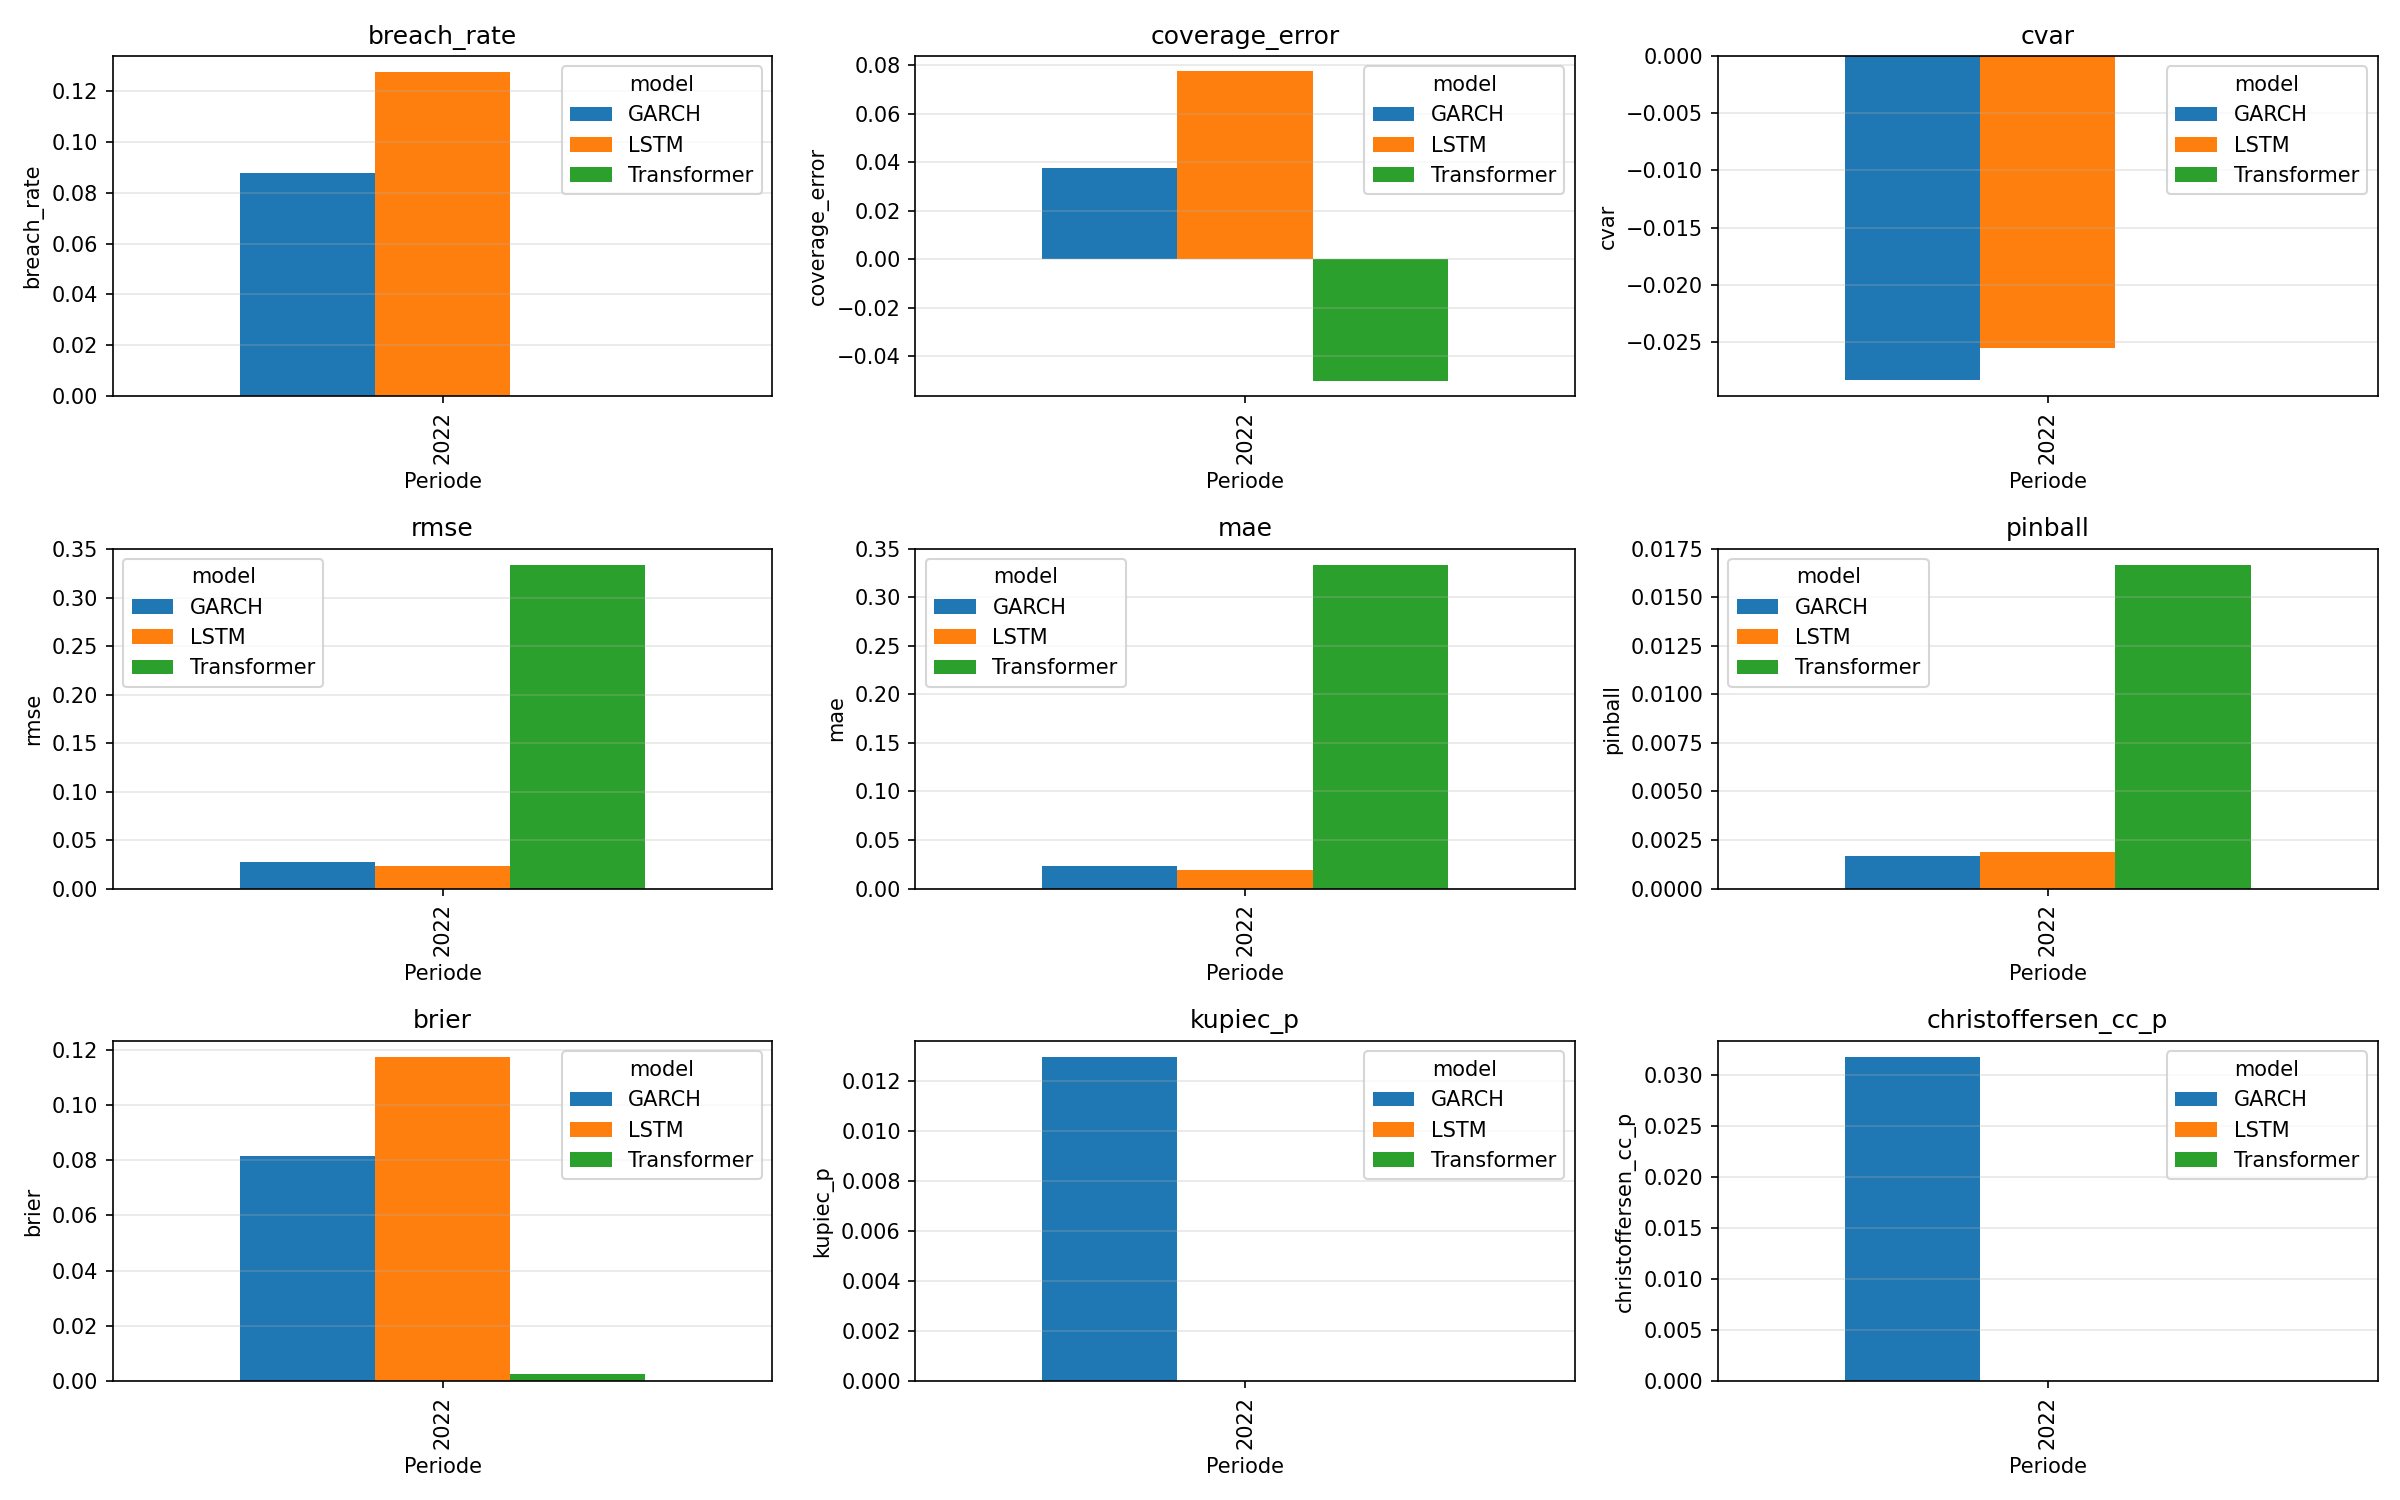 breach_rate
breach_rate
0.12
0.10
0.08
0.06
0.04
0.02
0.00
model
GARCH
LSTM
Transformer
2022
Periode
coverage_error
coverage_error
0.08
0.06
0.04
0.02
0.00
−0.02
−0.04
model
GARCH
LSTM
Transformer
2022
Periode
cvar
cvar
0.000
−0.005
−0.010
−0.015
−0.020
−0.025
model
GARCH
LSTM
Transformer
2022
Periode
rmse
rmse
0.35
0.30
0.25
0.20
0.15
0.10
0.05
0.00
model
GARCH
LSTM
Transformer
2022
Periode
mae
mae
0.35
0.30
0.25
0.20
0.15
0.10
0.05
0.00
model
GARCH
LSTM
Transformer
2022
Periode
pinball
pinball
0.0175
0.0150
0.0125
0.0100
0.0075
0.0050
0.0025
0.0000
model
GARCH
LSTM
Transformer
2022
Periode
brier
brier
0.12
0.10
0.08
0.06
0.04
0.02
0.00
model
GARCH
LSTM
Transformer
2022
Periode
kupiec_p
kupiec_p
0.012
0.010
0.008
0.006
0.004
0.002
0.000
model
GARCH
LSTM
Transformer
2022
Periode
christoffersen_cc_p
christoffersen_cc_p
0.030
0.025
0.020
0.015
0.010
0.005
0.000
model
GARCH
LSTM
Transformer
2022
Periode